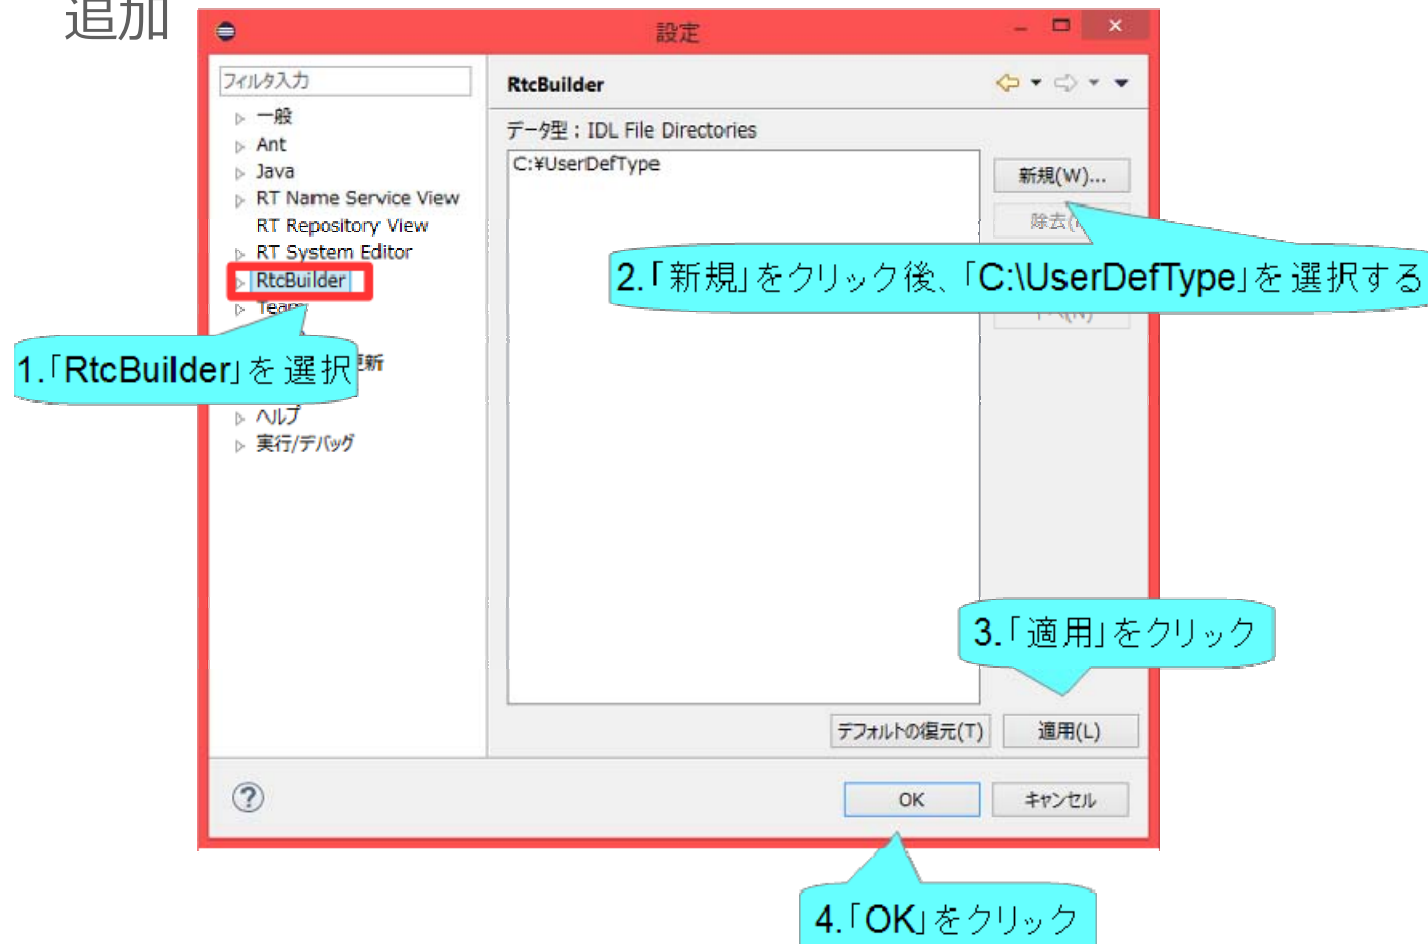 追加
設定
フィルタ入力
一般
Ant
Java
RT Name Service View
RT Repository View
RT System Editor
RtcBuilder
更新
ヘルプ
実行/デバッグ
RtcBuilder
データ型：IDL File Directories
C:¥UserDefType
新規(W)...
除去
デフォルトの復元(T)
適用(L)
OK
キャンセル
1.「RtcBuilder」を選択
2.「新規」をクリック後、「C:\UserDefType」を選択する
3.「適用」をクリック
4.「OK」をクリック